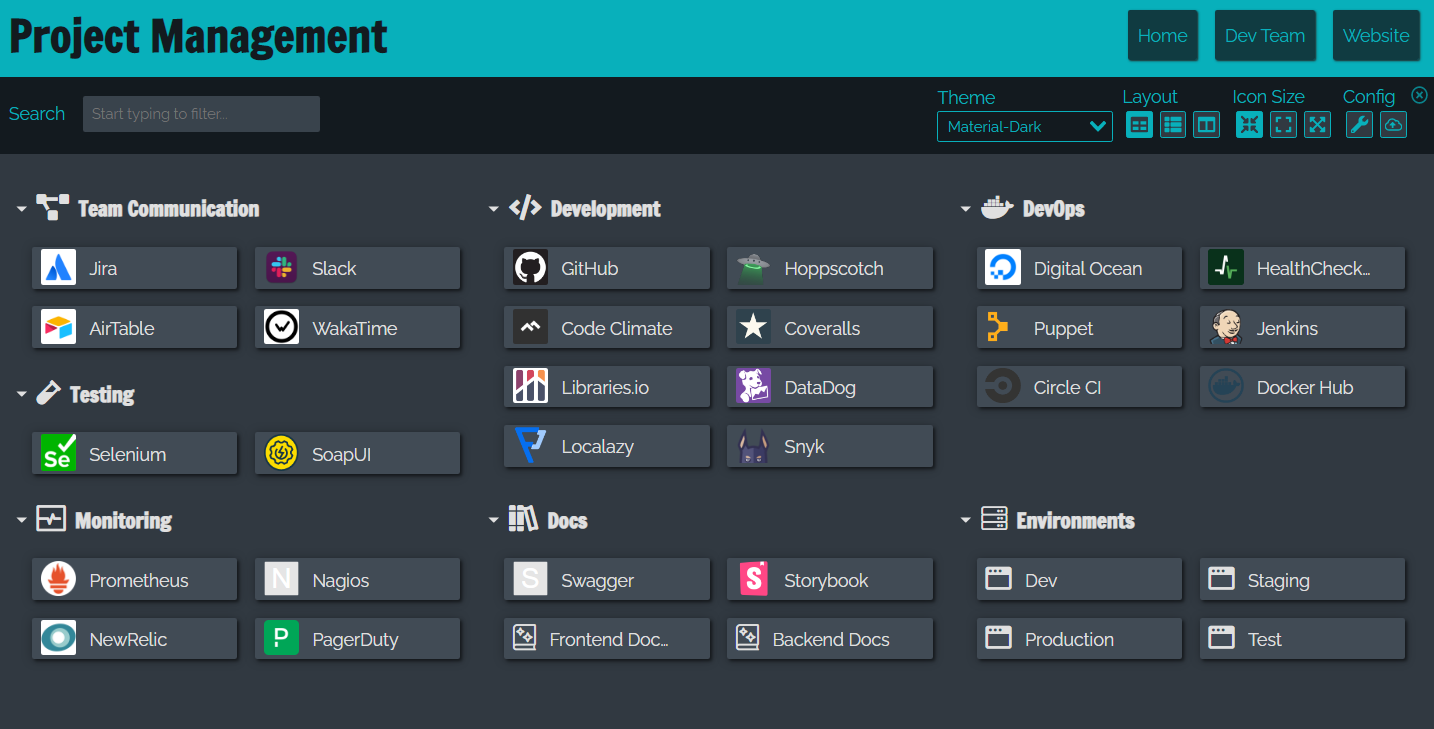 Project Management
Home
Dev Team
Website
Search
Start typing to filter...
Theme
Material-Dark
Layout
Icon Size
Config
Team Communication
Jira
Slack
AirTable
WakaTime
Testing
Se
Selenium
SoapUI
Monitoring
Prometheus
N
Nagios
NewRelic
P
PagerDuty
Development
GitHub
Hoppscotch
Code Climate
Coveralls
Libraries.io
DataDog
Localazy
Snyk
Docs
S
Swagger
S
Storybook
Frontend Doc...
Backend Docs
DevOps
Digital Ocean
HealthCheck...
Puppet
Jenkins
Circle CI
Docker Hub
Environments
Dev
Staging
Production
Test